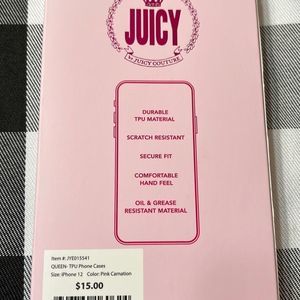 JUICY
BY JUICY COUTURE
DURABLE
TPU MATERIAL
SCRATCH RESISTANT
SECURE FIT
COMFORTABLE
HAND FEEL
OIL & GREASE
RESISTANT MATERIAL
Item #: JYE015541
QUEEN- TPU Phone Cases
Size: iPhone 12 Color: Pink Carnation
$15.00